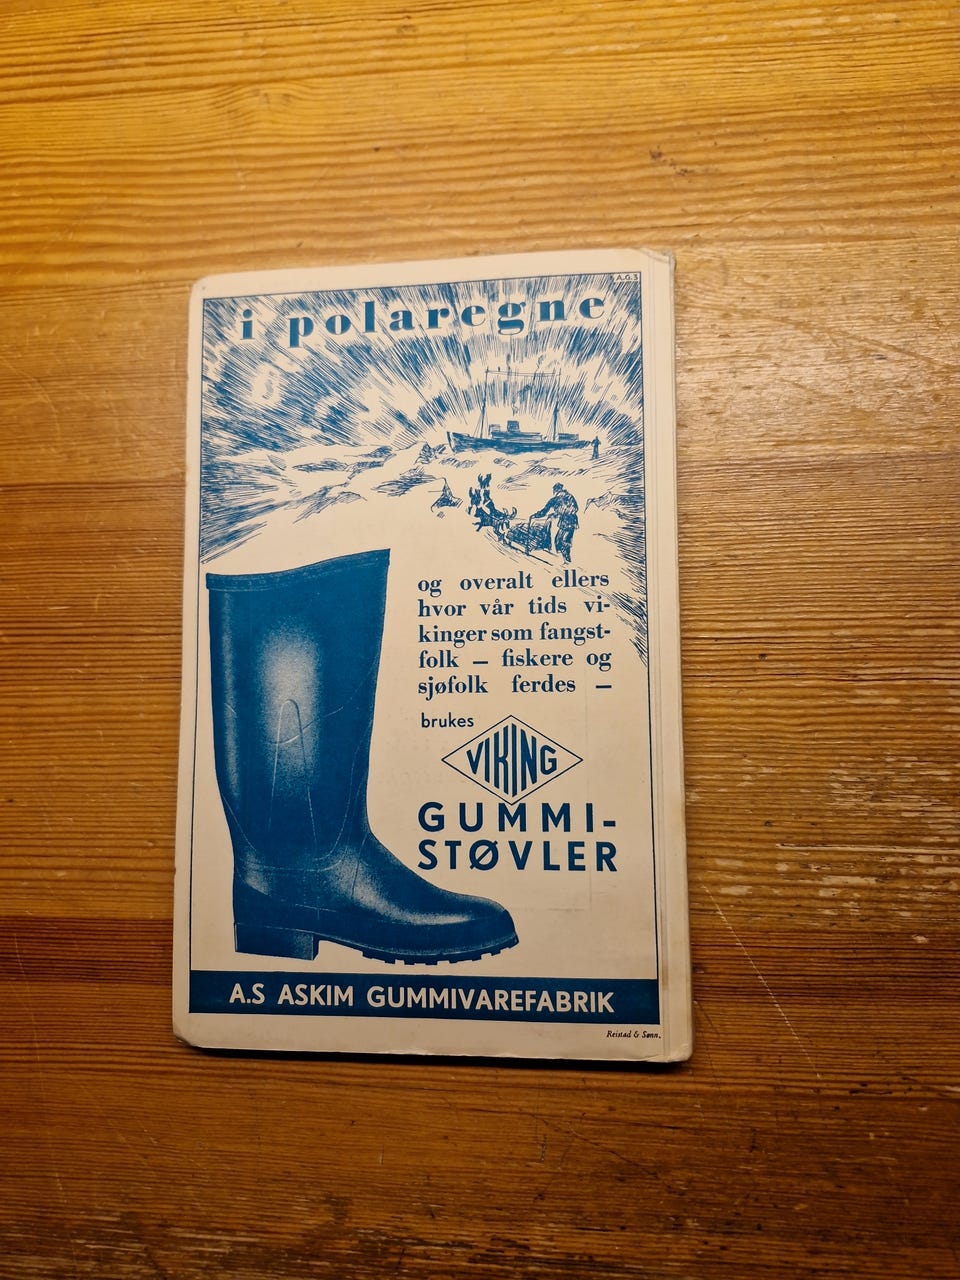 A.G.3
i polaregne
og overalt ellers
hvor vår tids vi-
kinger som fangst-
folk – fiskere og
sjøfolk ferdes –
brukes
VIKING
GUMMI-
STØVLER
A.S ASKIM GUMMIVAREFABRIK
Reistad & Sønn.